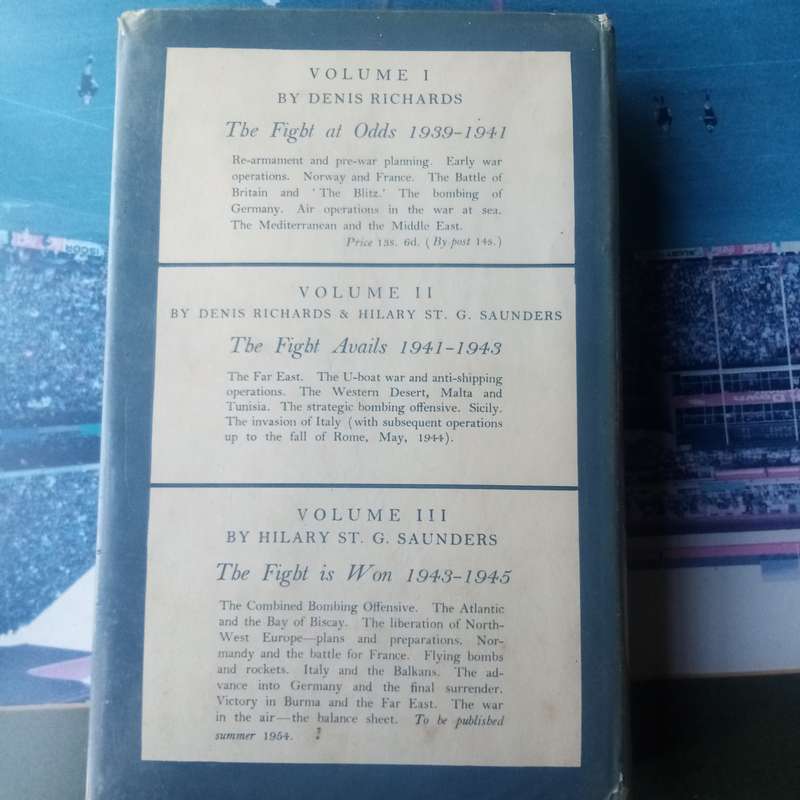 VOLUME I
BY DENIS RICHARDS
The Fight at Odds 1939-1941
Re-armament and pre-war planning. Early war
operations. Norway and France. The Battle of
Britain and 'The Blitz.' The bombing of
Germany. Air operations in the war at sea.
The Mediterranean and the Middle East.
Price 13s. 6d. (By post 14s.)
VOLUME II
BY DENIS RICHARDS & HILARY ST. G. SAUNDERS
The Fight Avails 1941-1943
The Far East. The U-boat war and anti-shipping
operations. The Western Desert, Malta and
Tunisia. The strategic bombing offensive. Sicily.
The invasion of Italy (with subsequent operations
up to the fall of Rome, May, 1944).
VOLUME III
BY HILARY ST. G. SAUNDERS
The Fight is Won 1943-1945
The Combined Bombing Offensive. The Atlantic
and the Bay of Biscay. The liberation of North-
West Europe—plans and preparations. Nor-
mandy and the battle for France. Flying bombs
and rockets. Italy and the Balkans. The ad-
vance into Germany and the final surrender.
Victory in Burma and the Far East. The war
in the air—the balance sheet. To be published
summer 1954.